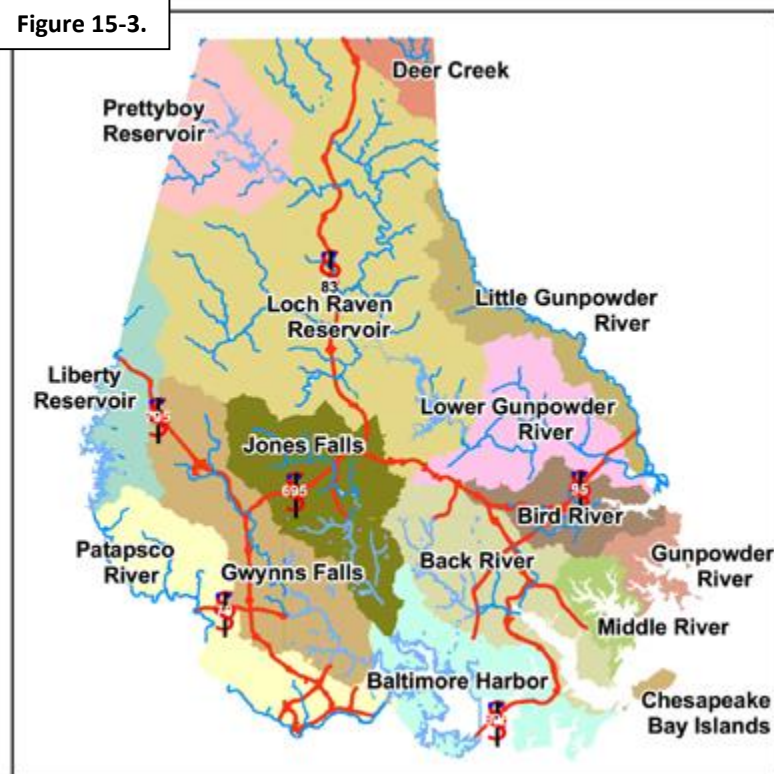 Figure 15-3.
Deer Creek
Prettyboy
Reservoir
83
Loch Raven
Reservoir
Little Gunpowder
River
Liberty
Reservoir
795
Lower Gunpowder
River
Jones Falls
695
95
Bird River
Patapsco
River
Gwynns Falls
Back River
Gunpowder
River
70
Middle River
Baltimore Harbor
Chesapeake
Bay Islands